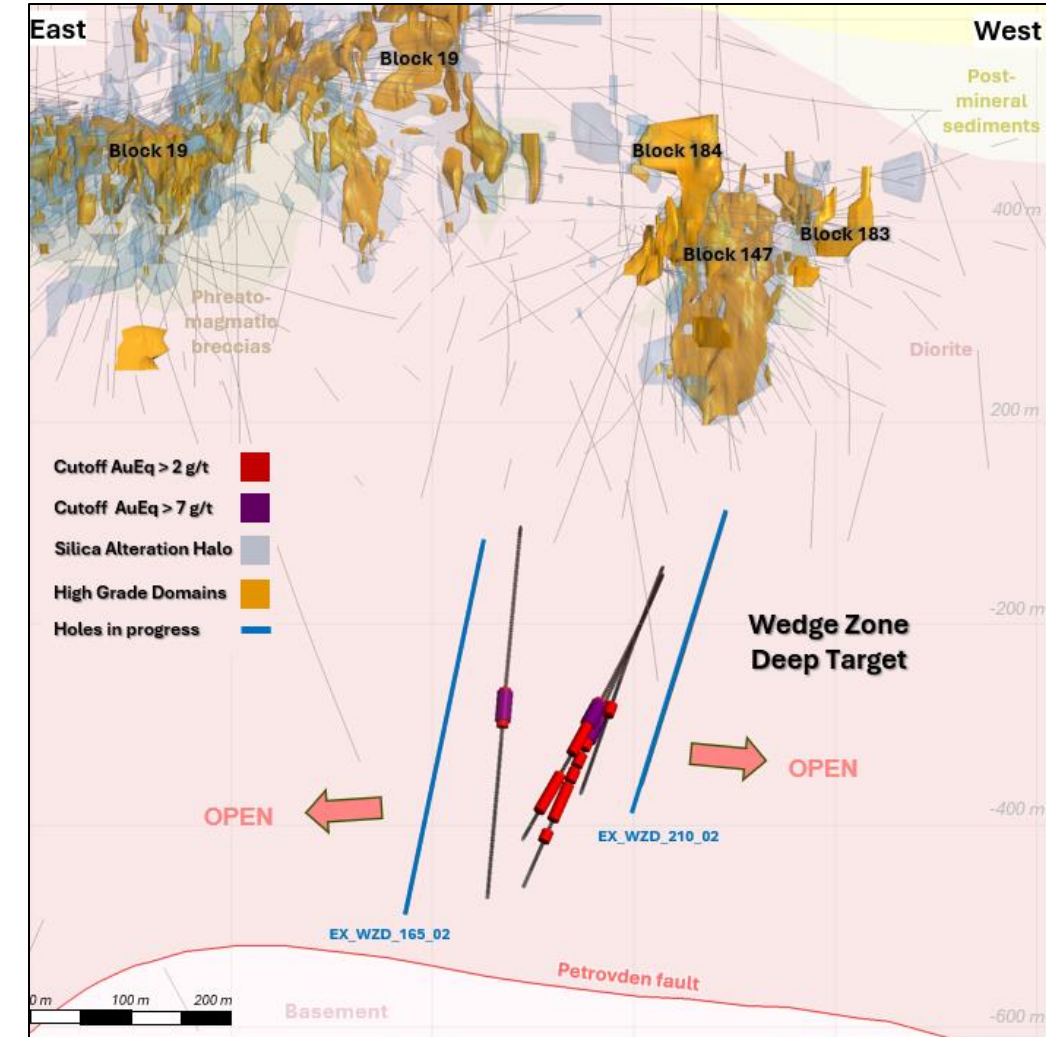 East
West
Block 19
Post-
mineral
sediments
Block 19
Block 184
400 m
Block 183
Block 147
Phreato-
magmatic
breccias
Diorite
200 m
Cutoff AuEq > 2 g/t
Cutoff AuEq > 7 g/t
Silica Alteration Halo
High Grade Domains
Holes in progress
-200 m
Wedge Zone
Deep Target
OPEN
OPEN
-400 m
EX_WZD_210_02
EX_WZD_165_02
Petrovden fault
0 m
100 m
200 m
Basement
-600 m